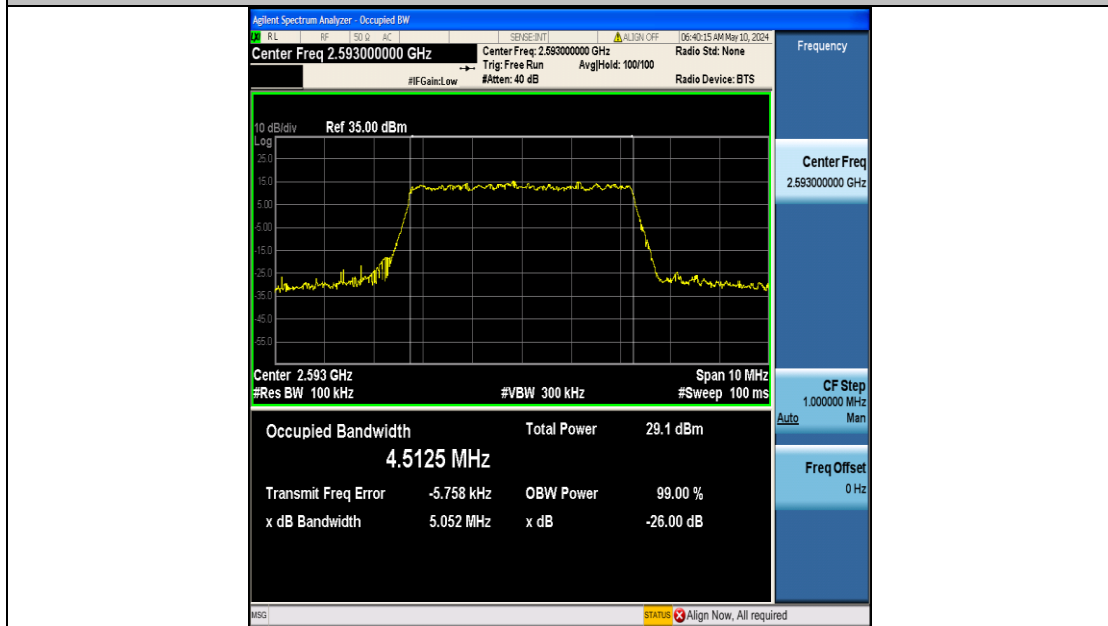 Agilent Spectrum Analyzer - Occupied BW
LXI RL RF 50 Ω AC SENSE:INT ALIGN OFF 06:40:15 AM May 10, 2024
Center Freq 2.593000000 GHz
Center Freq: 2.593000000 GHz
Radio Std: None
Trig: Free Run Avg|Hold: 100/100
#IFGain:Low
#Atten: 40 dB
Radio Device: BTS
10 dB/div Ref 35.00 dBm
Log
25.0
15.0
5.00
-5.00
-15.0
-25.0
-35.0
-45.0
-55.0
Center 2.593 GHz Span 10 MHz
#Res BW 100 kHz #VBW 300 kHz #Sweep 100 ms
Occupied Bandwidth Total Power 29.1 dBm
4.5125 MHz
Transmit Freq Error -5.758 kHz OBW Power 99.00 %
x dB Bandwidth 5.052 MHz x dB -26.00 dB
MSG STATUS Align Now, All required
Frequency
Center Freq
2.593000000 GHz
CF Step
1.000000 MHz
Auto Man
Freq Offset
0 Hz